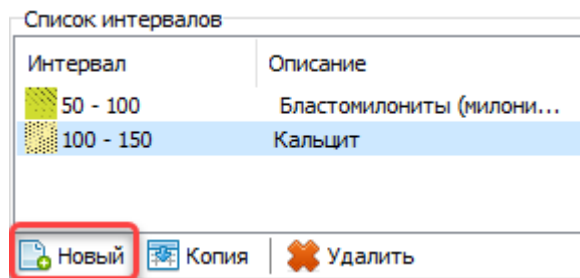 Список интервалов
Интервал Описание
50 - 100 Бластомилониты (милони...
100 - 150 Кальцит
Новый Копия Удалить